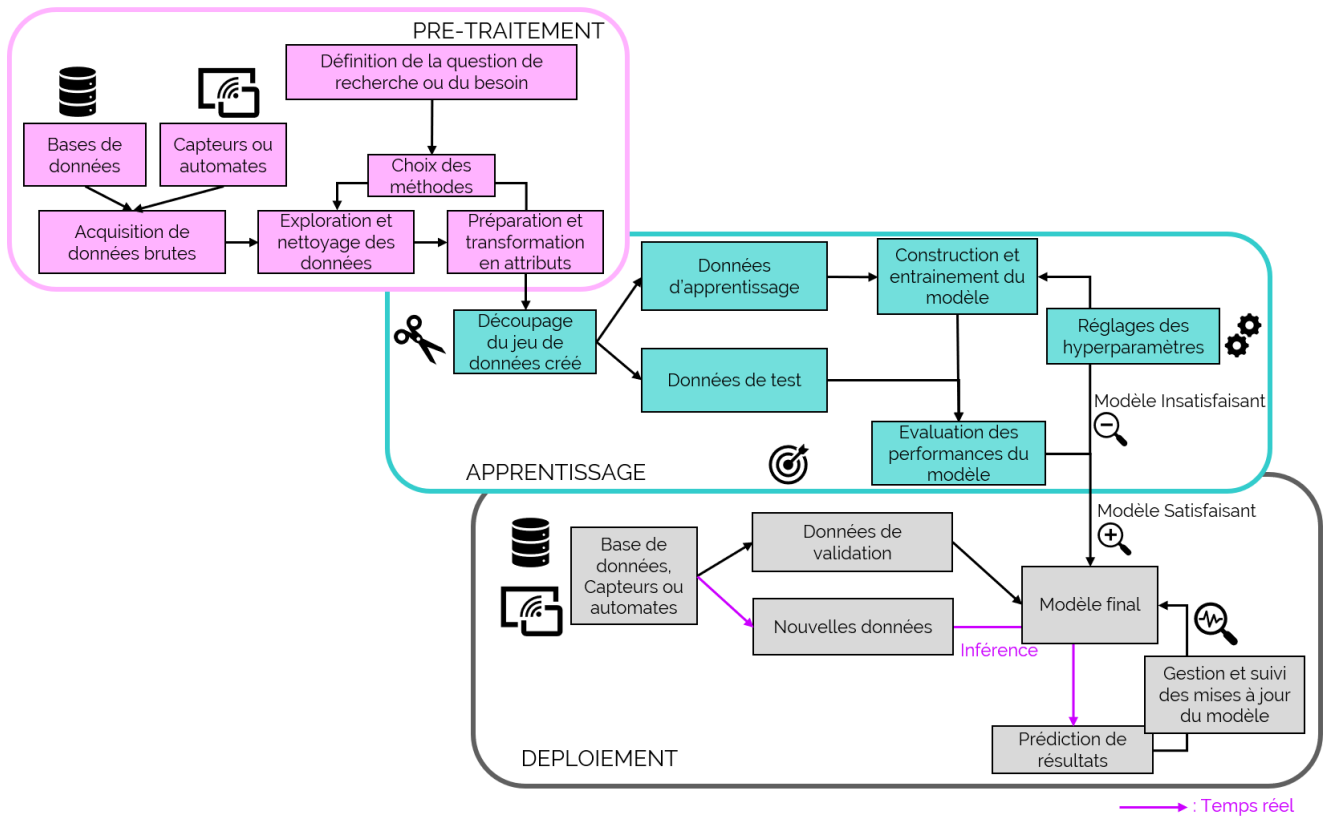 PRE-TRAITEMENT
Définition de la question de
recherche ou du besoin
Bases de
données
Capteurs ou
automates
Choix des
méthodes
Acquisition de
données brutes
Exploration et
nettoyage des
données
Préparation et
transformation
en attributs
Découpage
du jeu de
données créé
Données
d'apprentissage
Construction et
entrainement du
modèle
Réglages des
hyperparamètres
Données de test
Modèle Insatisfaisant
Evaluation des
performances du
modèle
APPRENTISSAGE
Modèle Satisfaisant
Base de
données,
Capteurs ou
automates
Données de
validation
Nouvelles données
Inférence
Modèle final
Gestion et suivi
des mises à jour
du modèle
Prédiction de
résultats
DEPLOIEMENT
: Temps réel